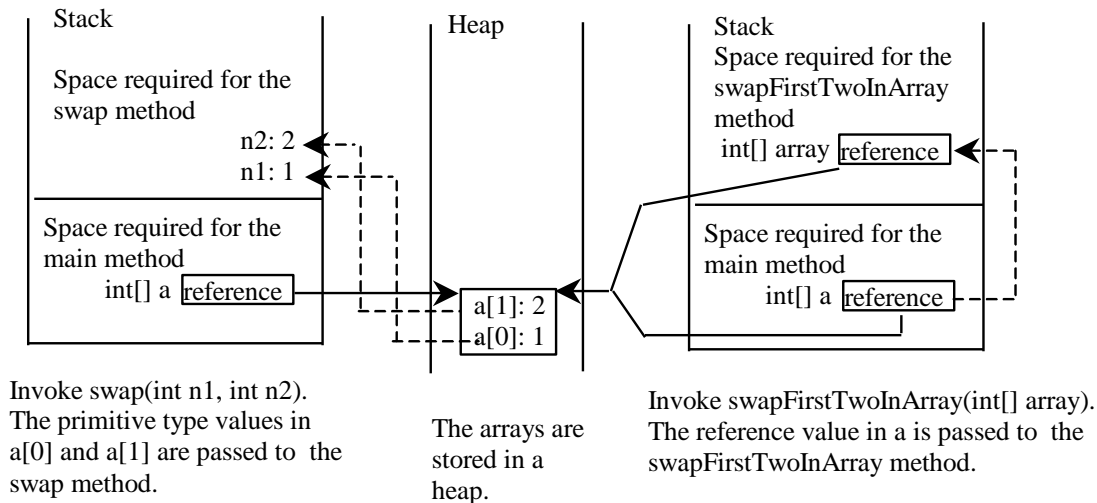 Stack
Space required for the
swap method
n2: 2
n1: 1
Space required for the
main method
int[] a reference
Heap
a[1]: 2
a[0]: 1
Stack
Space required for the
swapFirstTwoInArray
method
int[] array reference
Space required for the
main method
int[] a reference
Invoke swap(int n1, int n2).
The primitive type values in
a[0] and a[1] are passed to the
swap method.
The arrays are
stored in a
heap.
Invoke swapFirstTwoInArray(int[] array).
The reference value in a is passed to the
swapFirstTwoInArray method.